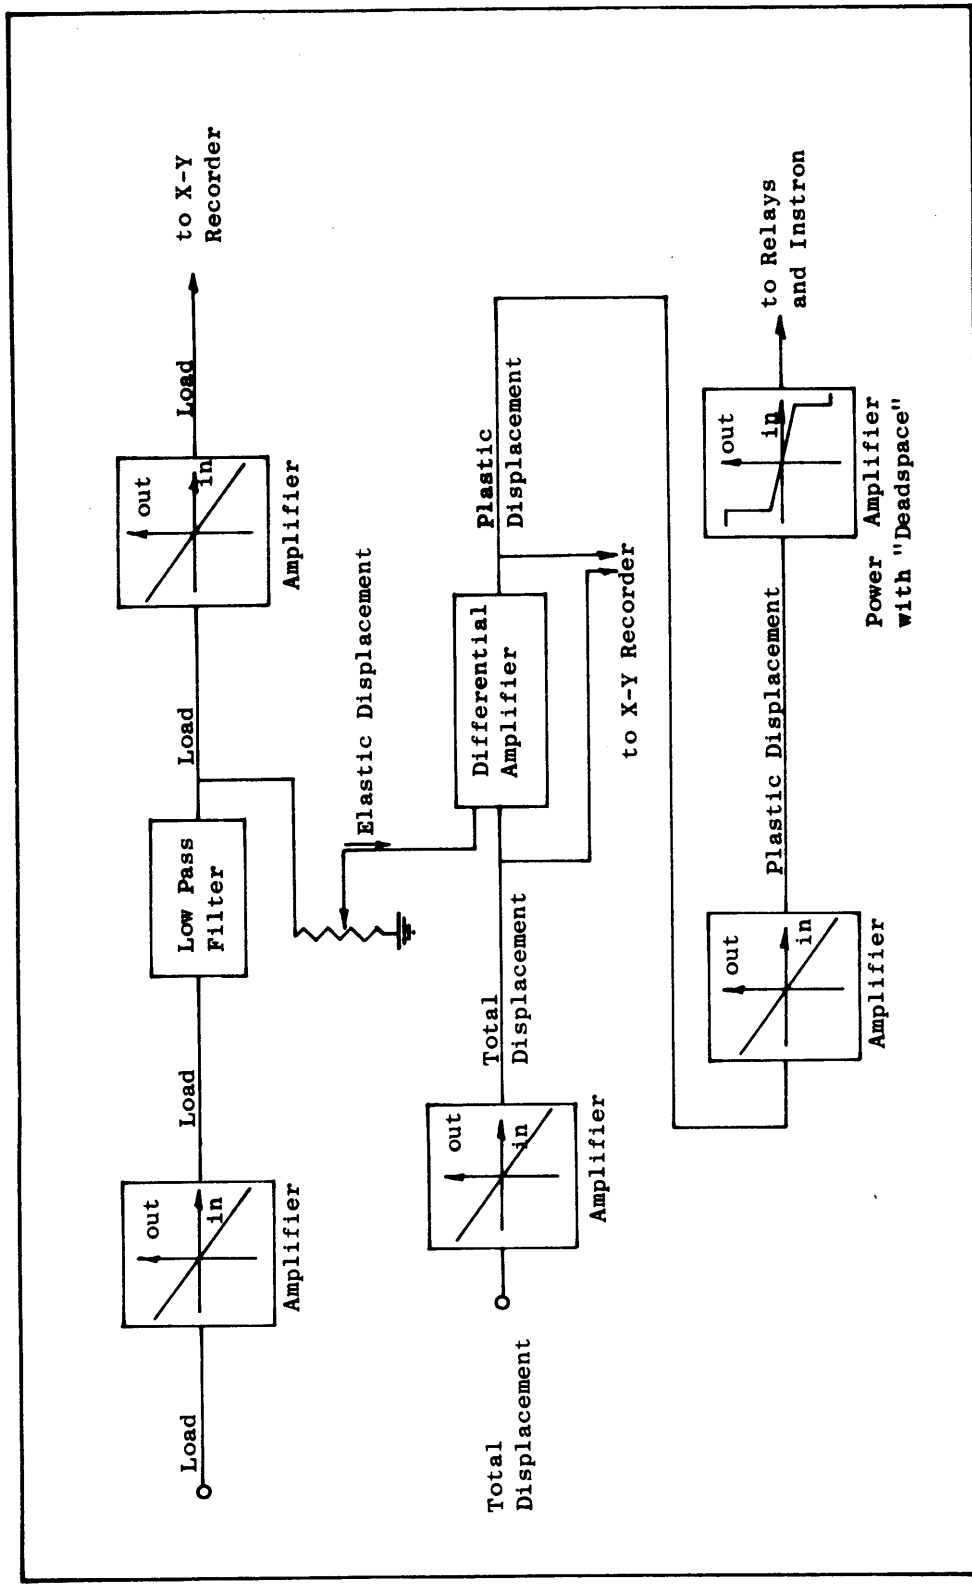 Load
out
in
Amplifier
Load
Low Pass
Filter
Load
out
in
Amplifier
Load
to X-Y
Recorder
Elastic Displacement
Total
Displacement
out
in
Amplifier
Total
Displacement
Differential
Amplifier
Plastic
Displacement
to X-Y Recorder
out
in
Amplifier
Plastic Displacement
out
in
Power Amplifier
with "Deadspace"
to Relays
and Instron